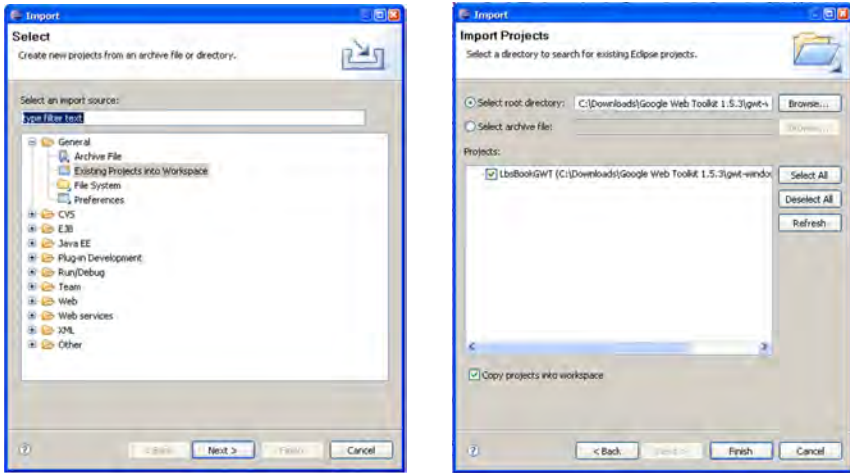 Import
Select
Create new projects from an archive file or directory.
Select an import source:
type filter text
General
Archive File
Existing Projects into Workspace
File System
Preferences
CVS
EJB
Java EE
Plug-in Development
Run/Debug
Team
Web
Web services
XML
Other
< Back
Next >
Finish
Cancel
Import
Import Projects
Select a directory to search for existing Eclipse projects.
Select root directory: C:\Downloads\Google Web Toolkit 1.5.3\gwt-w Browse...
Select archive file: Browse...
Projects:
LbsBookGWT (C:\Downloads\Google Web Toolkit 1.5.3\gwt-window
Select All
Deselect All
Refresh
Copy projects into workspace
< Back
Next >
Finish
Cancel